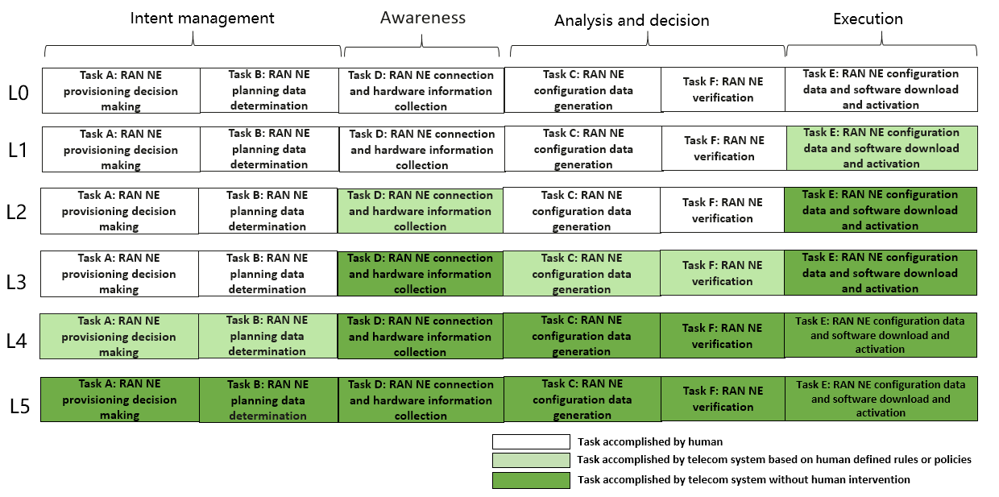 Intent management
Awareness
Analysis and decision
Execution
L0
Task A: RAN NE
provisioning decision
making
Task B: RAN NE
planning data
determination
Task D: RAN NE connection
and hardware information
collection
Task C: RAN NE
configuration data
generation
Task F: RAN NE
verification
Task E: RAN NE configuration
data and software download
and activation
L1
Task A: RAN NE
provisioning decision
making
Task B: RAN NE
planning data
determination
Task D: RAN NE connection
and hardware information
collection
Task C: RAN NE
configuration data
generation
Task F: RAN NE
verification
Task E: RAN NE configuration
data and software download
and activation
L2
Task A: RAN NE
provisioning decision
making
Task B: RAN NE
planning data
determination
Task D: RAN NE connection
and hardware information
collection
Task C: RAN NE
configuration data
generation
Task F: RAN NE
verification
Task E: RAN NE configuration
data and software download
and activation
L3
Task A: RAN NE
provisioning decision
making
Task B: RAN NE
planning data
determination
Task D: RAN NE connection
and hardware information
collection
Task C: RAN NE
configuration data
generation
Task F: RAN NE
verification
Task E: RAN NE configuration
data and software download
and activation
L4
Task A: RAN NE
provisioning decision
making
Task B: RAN NE
planning data
determination
Task D: RAN NE connection
and hardware information
collection
Task C: RAN NE
configuration data
generation
Task F: RAN NE
verification
Task E: RAN NE configuration data
and software download and
activation
L5
Task A: RAN NE
provisioning decision
making
Task B: RAN NE
planning data
determination
Task D: RAN NE connection
and hardware information
collection
Task C: RAN NE
configuration data
generation
Task F: RAN NE
verification
Task E: RAN NE configuration data
and software download and
activation
Task accomplished by human
Task accomplished by telecom system based on human defined rules or policies
Task accomplished by telecom system without human intervention